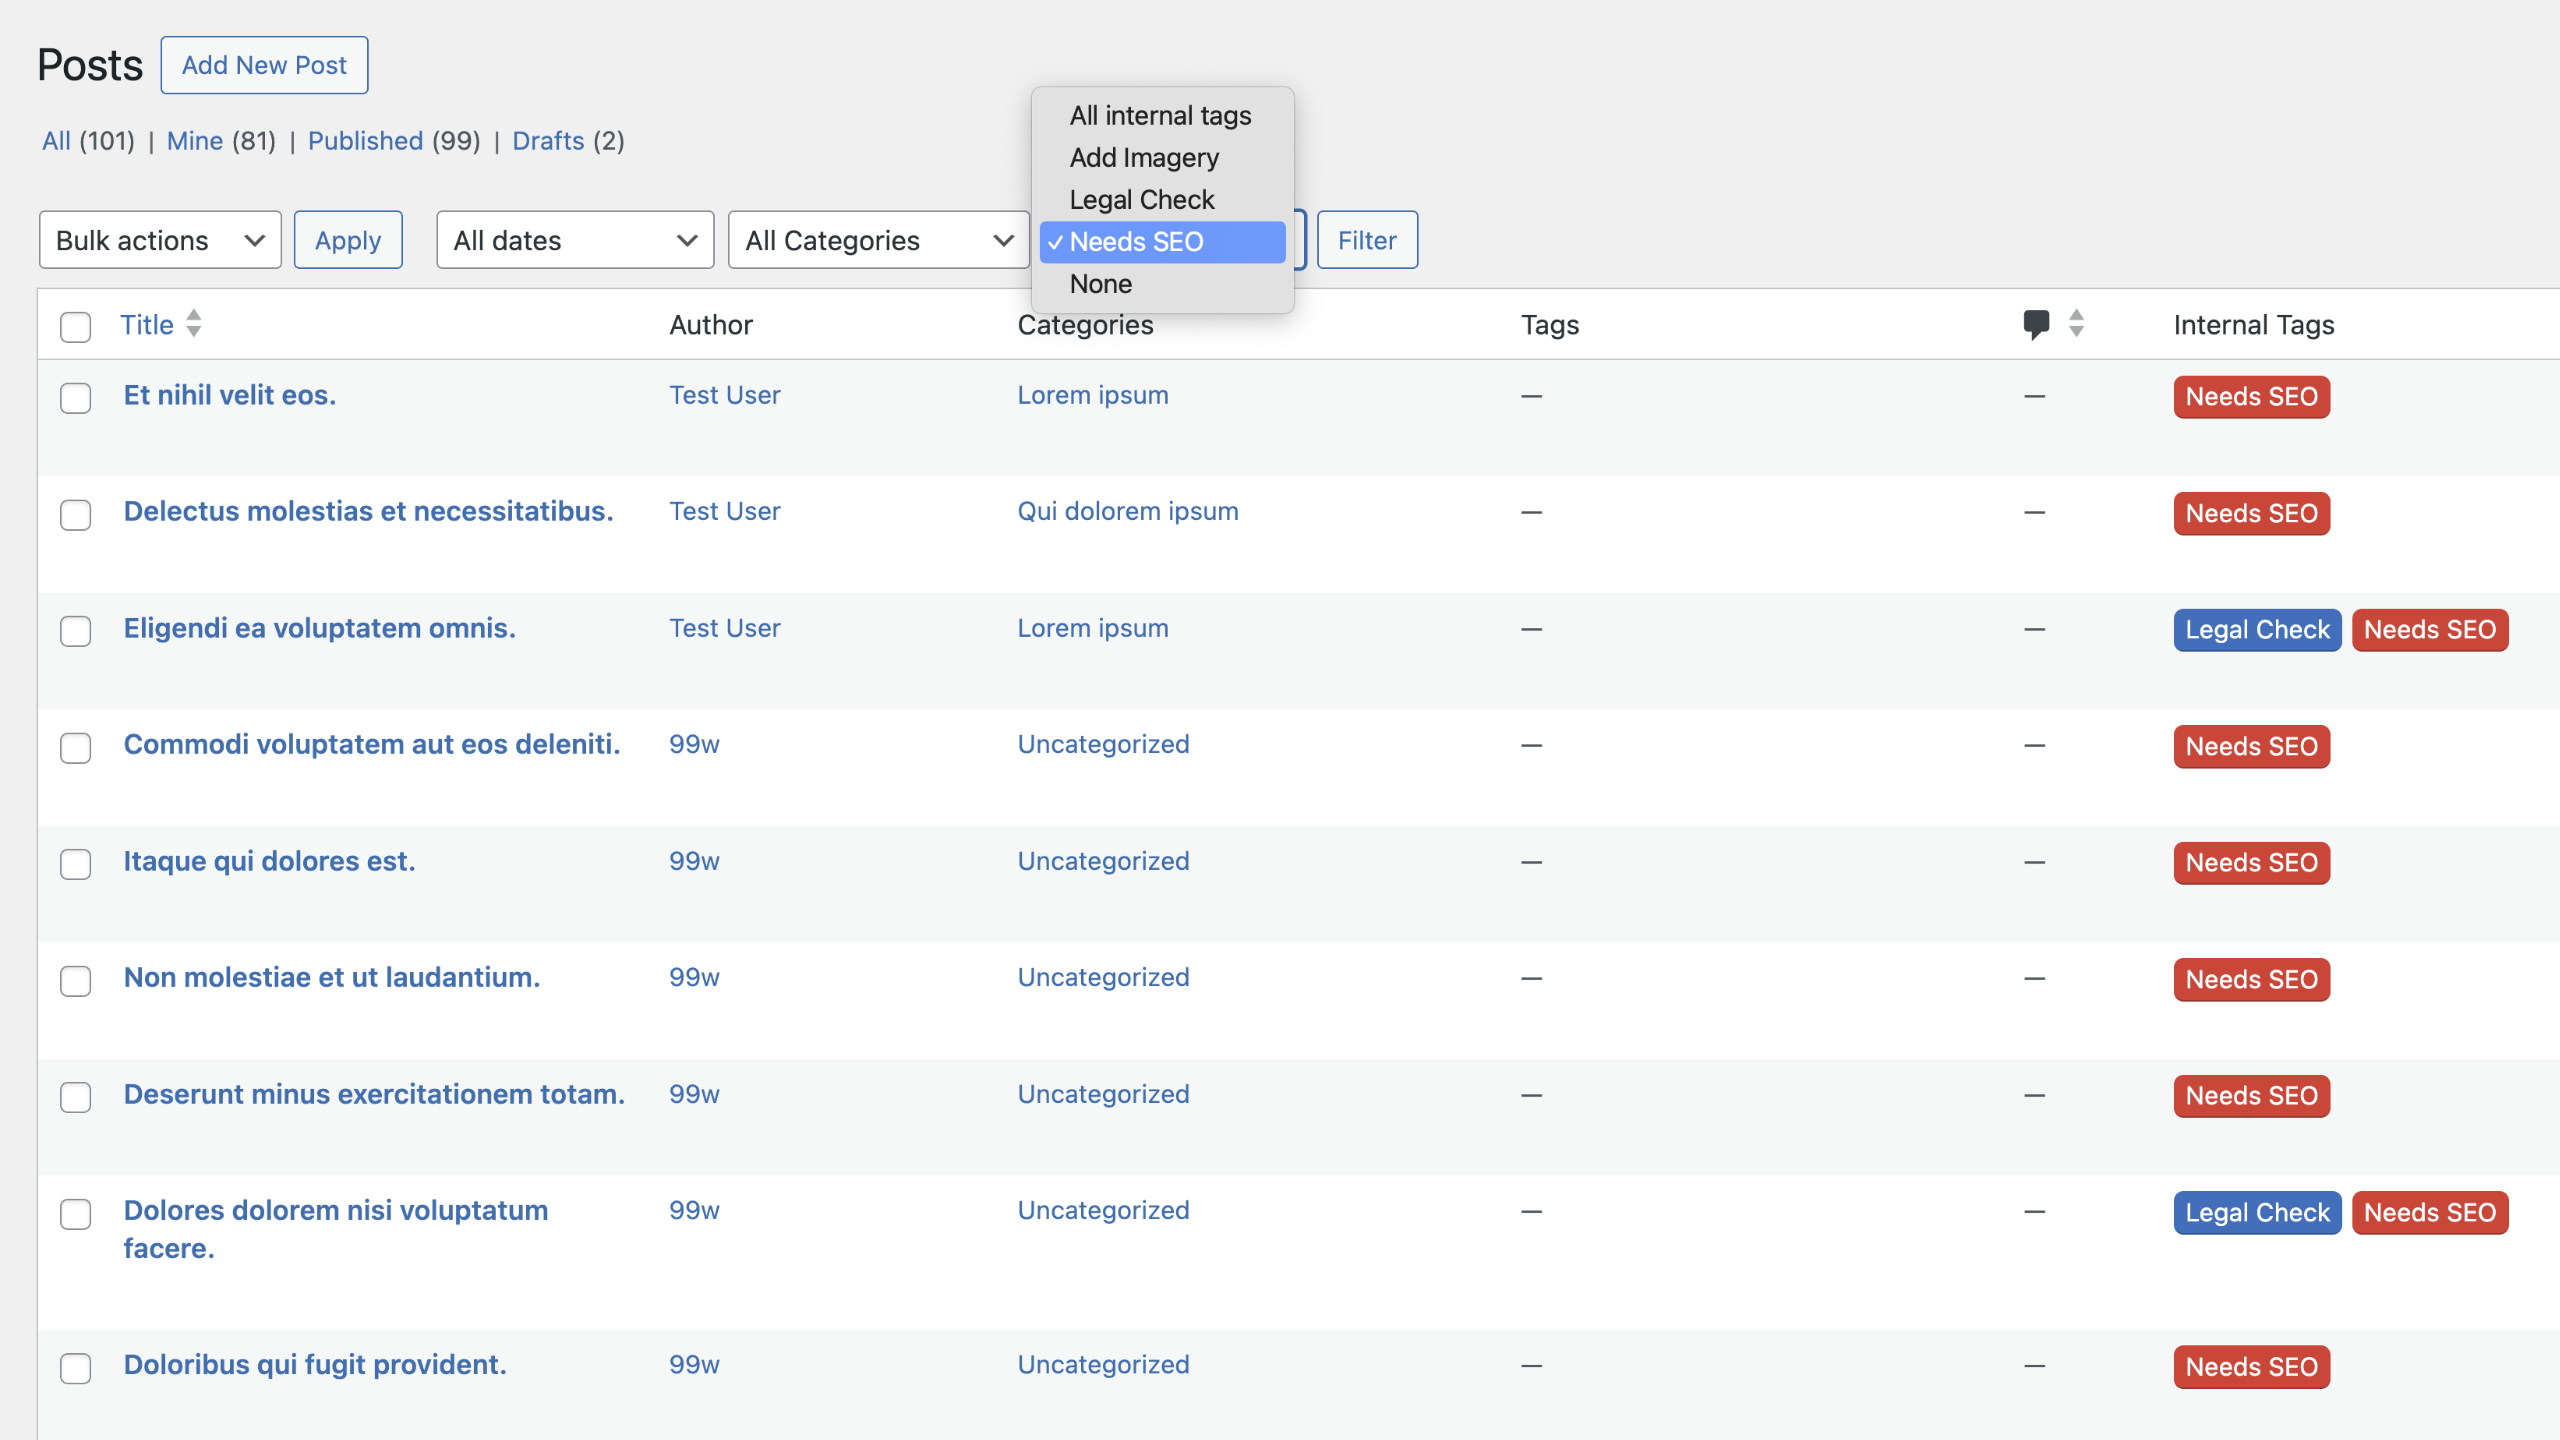 Posts Add New Post
All (101) | Mine (81) | Published (99) | Drafts (2)
All internal tags
Add Imagery
Legal Check
✓ Needs SEO
None
Bulk actions Apply All dates All Categories Filter
Title Author Categories Tags Internal Tags
Et nihil velit eos. Test User Lorem ipsum — — Needs SEO
Delectus molestias et necessitatibus. Test User Qui dolorem ipsum — — Needs SEO
Eligendi ea voluptatem omnis. Test User Lorem ipsum — — Legal Check Needs SEO
Commodi voluptatem aut eos deleniti. 99w Uncategorized — — Needs SEO
Itaque qui dolores est. 99w Uncategorized — — Needs SEO
Non molestiae et ut laudantium. 99w Uncategorized — — Needs SEO
Deserunt minus exercitationem totam. 99w Uncategorized — — Needs SEO
Dolores dolorem nisi voluptatum 99w Uncategorized — — Legal Check Needs SEO
facere.
Doloribus qui fugit provident. 99w Uncategorized — — Needs SEO